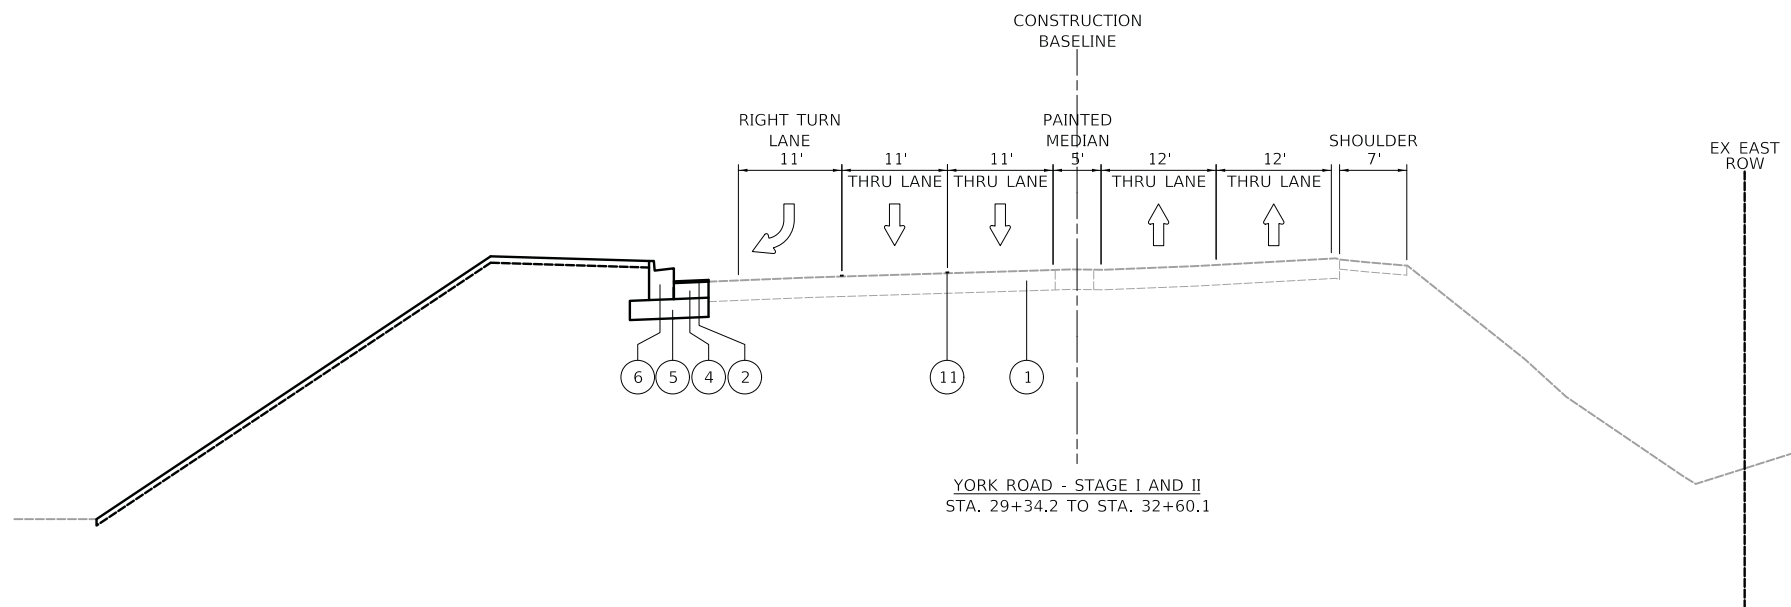 CONSTRUCTION
BASELINE
RIGHT TURN
LANE
11'
11'
THRU LANE
11'
THRU LANE
PAINTED
MEDIAN
5'
12'
THRU LANE
12'
THRU LANE
SHOULDER
7'
EX EAST
ROW
6
5
4
2
11
1
YORK ROAD - STAGE I AND II
STA. 29+34.2 TO STA. 32+60.1